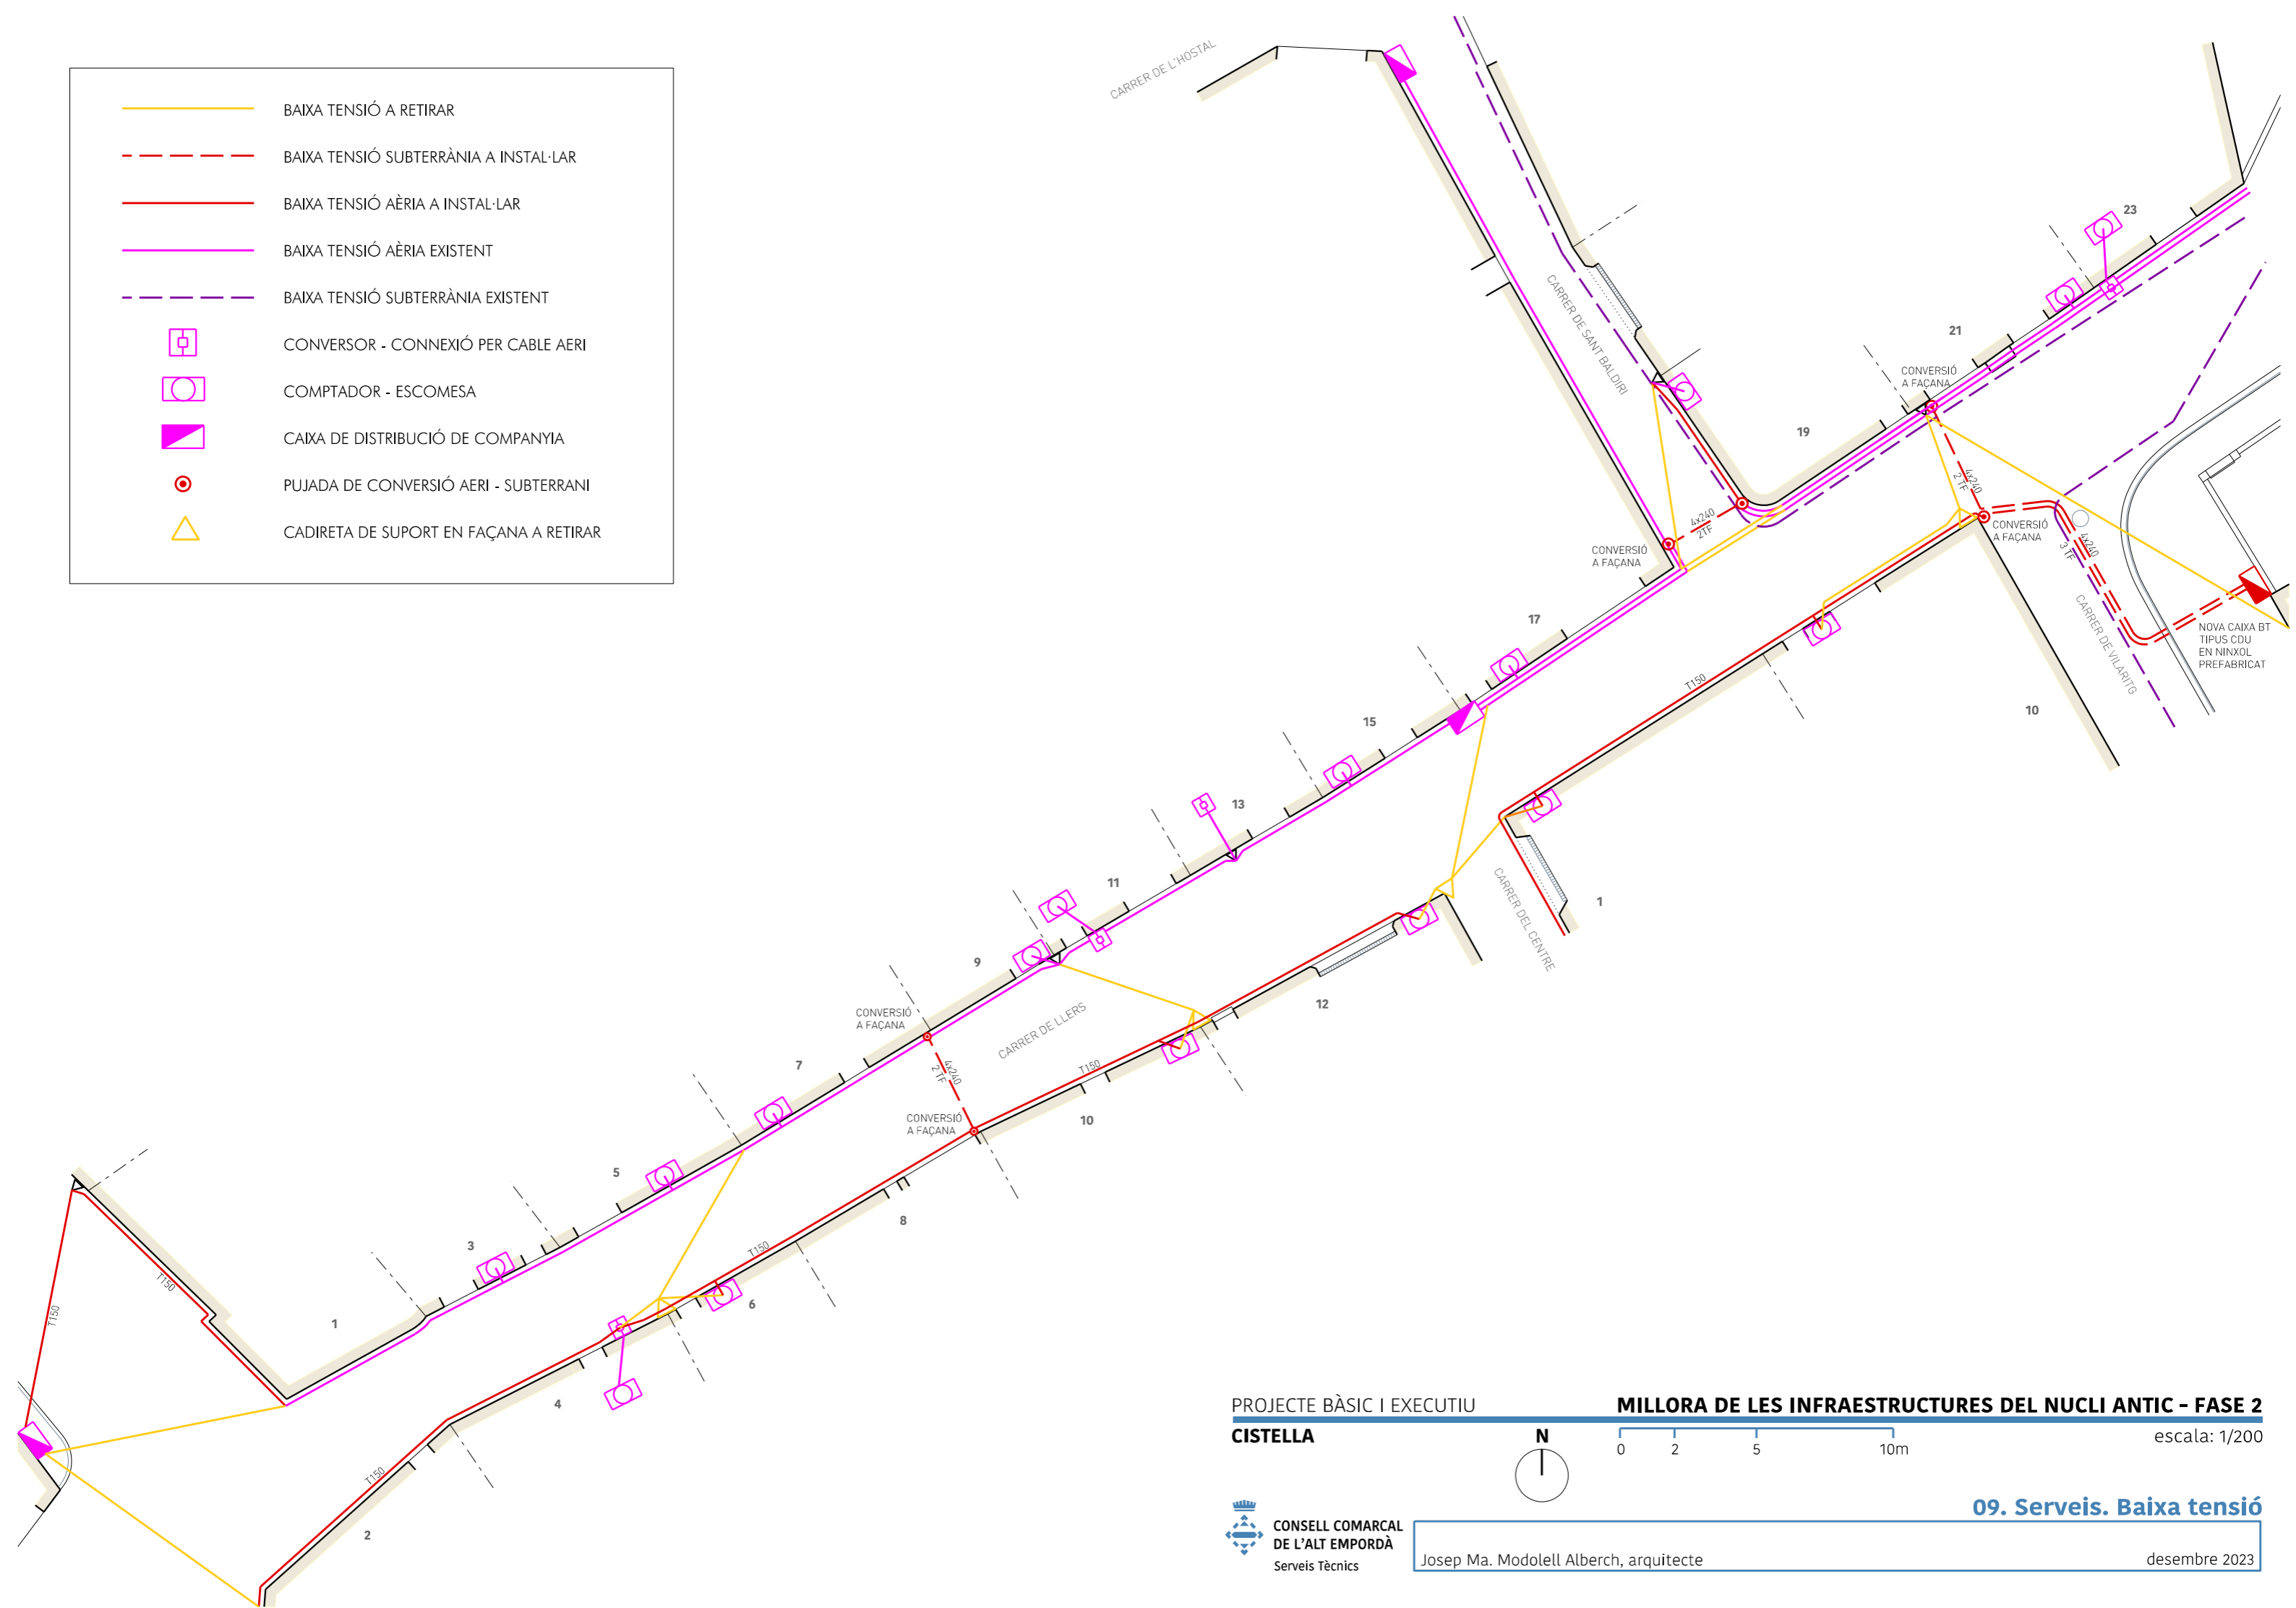 BAIXA TENSIÓ A RETIRAR
BAIXA TENSIÓ SUBTERRÀNIA A INSTAL·LAR
BAIXA TENSIÓ AÈRIA A INSTAL·LAR
BAIXA TENSIÓ AÈRIA EXISTENT
BAIXA TENSIÓ SUBTERRÀNIA EXISTENT
CONVERSOR - CONNEXIÓ PER CABLE AERI
COMPTADOR - ESCOMESA
CAIXA DE DISTRIBUCIÓ DE COMPANYIA
PUJADA DE CONVERSIÓ AERI - SUBTERRANI
CADIRETA DE SUPORT EN FAÇANA A RETIRAR
CARRER DE L'HOSTAL
CARRER DE SANT BALDIRI
23
21
CONVERSIÓ
A FAÇANA
19
4x240
2 TF
4x240
2TF
CONVERSIÓ
A FAÇANA
CONVERSIÓ
A FAÇANA
4x240
3 TF
CARRER DE VILARITG
NOVA CAIXA BT
TIPUS CDU
EN NINXOL
PREFABRICAT
17
T150
10
15
13
11
1
CARRER DEL CENTRE
9
12
CONVERSIÓ
A FAÇANA
CARRER DE LLERS
7
4x240
2 TF
T150
CONVERSIÓ
A FAÇANA
10
5
8
3
T150
6
T150
T150
1
4
T150
2
PROJECTE BÀSIC I EXECUTIU
MILLORA DE LES INFRAESTRUCTURES DEL NUCLI ANTIC - FASE 2
CISTELLA
N
0 2 5 10m
escala: 1/200
09. Serveis. Baixa tensió
CONSELL COMARCAL
DE L'ALT EMPORDÀ
Serveis Tècnics
Josep Ma. Modolell Alberch, arquitecte
desembre 2023